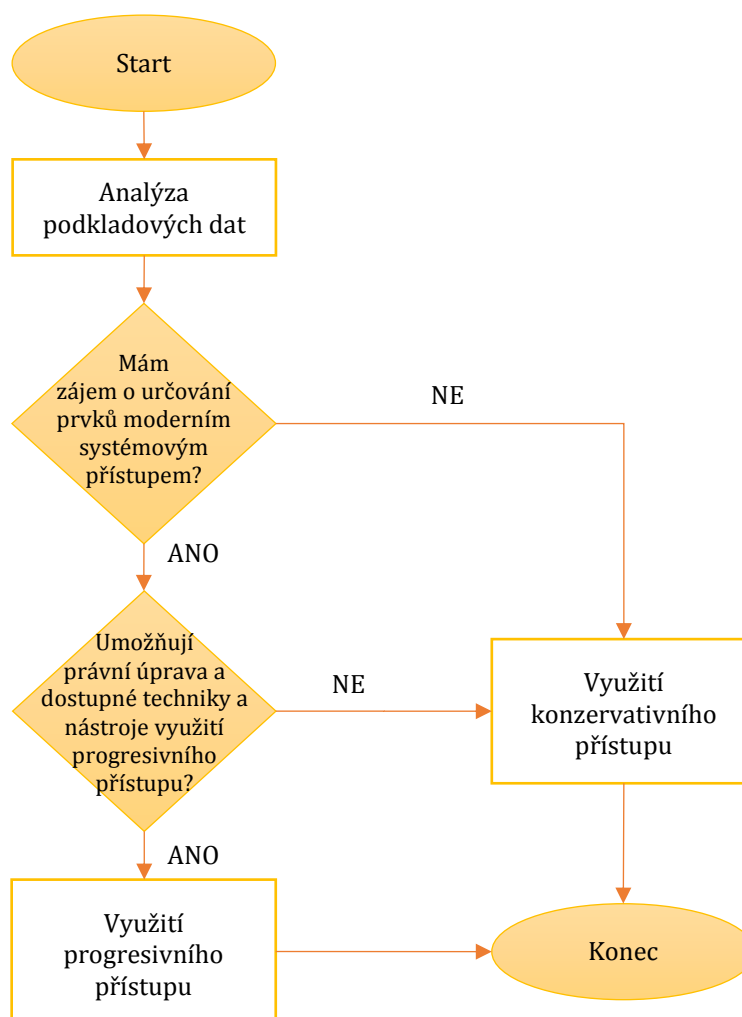 Start
Analýza
podkladových dat
Mám
zájem o určování
prvků moderním
systémovým
přístupem?
NE
ANO
Umožňují
právní úprava a
dostupné techniky a
nástroje využití
progresivního
přístupu?
NE
Využití
konzervativního
přístupu
ANO
Využití
progresivního
přístupu
Konec